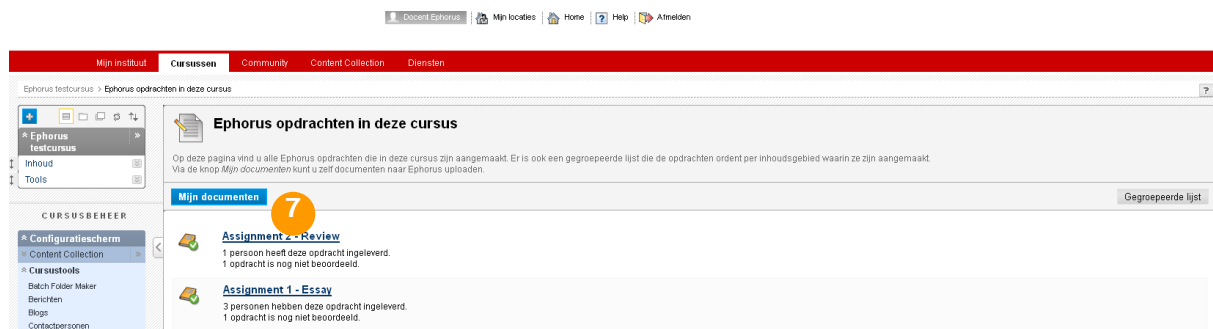 Docent Ephorus Mijn locaties Home ? Help Afmelden
Mijn instituut Cursussen Community Content Collection Diensten
Ephorus testcursus > Ephorus opdrachten in deze cursus ?
Ephorus testcursus
Inhoud
Tools
CURSUSBEHEER
Configuratiescherm
Content Collection
Cursustools
Batch Folder Maker
Berichten
Blogs
Contactpersonen
Ephorus opdrachten in deze cursus
Op deze pagina vind u alle Ephorus opdrachten die in deze cursus zijn aangemaakt. Er is ook een gegroepeerde lijst die de opdrachten ordent per inhoudsgebied waarin ze zijn aangemaakt.
Via de knop Mijn documenten kunt u zelf documenten naar Ephorus uploaden.
Mijn documenten Gegroepeerde lijst
7
Assignment 2 - Review
1 persoon heeft deze opdracht ingeleverd.
1 opdracht is nog niet beoordeeld.
Assignment 1 - Essay
3 personen hebben deze opdracht ingeleverd.
1 opdracht is nog niet beoordeeld.